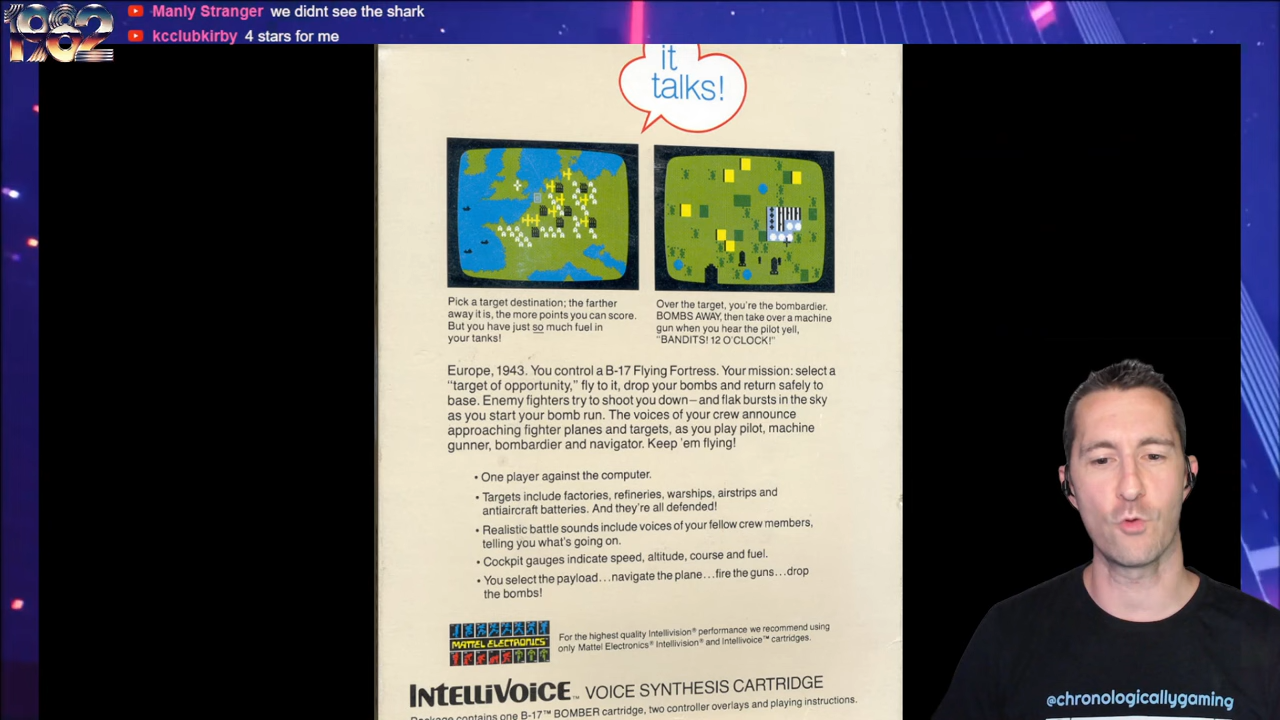 1982
Manly Stranger we didnt see the shark
kcclubkirby 4 stars for me
it
talks!
Pick a target destination; the farther
away it is, the more points you can score.
But you have just so much fuel in
your tanks!
Over the target, you're the bombardier.
BOMBS AWAY, then take over a machine
gun when you hear the pilot yell,
"BANDITS! 12 O'CLOCK!"
Europe, 1943. You control a B-17 Flying Fortress. Your mission: select a
"target of opportunity," fly to it, drop your bombs and return safely to
base. Enemy fighters try to shoot you down—and flak bursts in the sky
as you start your bomb run. The voices of your crew announce
approaching fighter planes and targets, as you play pilot, machine
gunner, bombardier and navigator. Keep 'em flying!
• One player against the computer.
• Targets include factories, refineries, warships, airstrips and
antiaircraft batteries. And they're all defended!
• Realistic battle sounds include voices of your fellow crew members,
telling you what's going on.
• Cockpit gauges indicate speed, altitude, course and fuel.
• You select the payload...navigate the plane...fire the guns...drop
the bombs!
MATTEL ELECTRONICS
For the highest quality Intellivision® performance we recommend using
only Mattel Electronics® Intellivision® and Intellivoice™ cartridges.
INTELLIVOICE™ VOICE SYNTHESIS CARTRIDGE
Package contains one B-17™ BOMBER cartridge, two controller overlays and playing instructions.
@chronologicallygaming